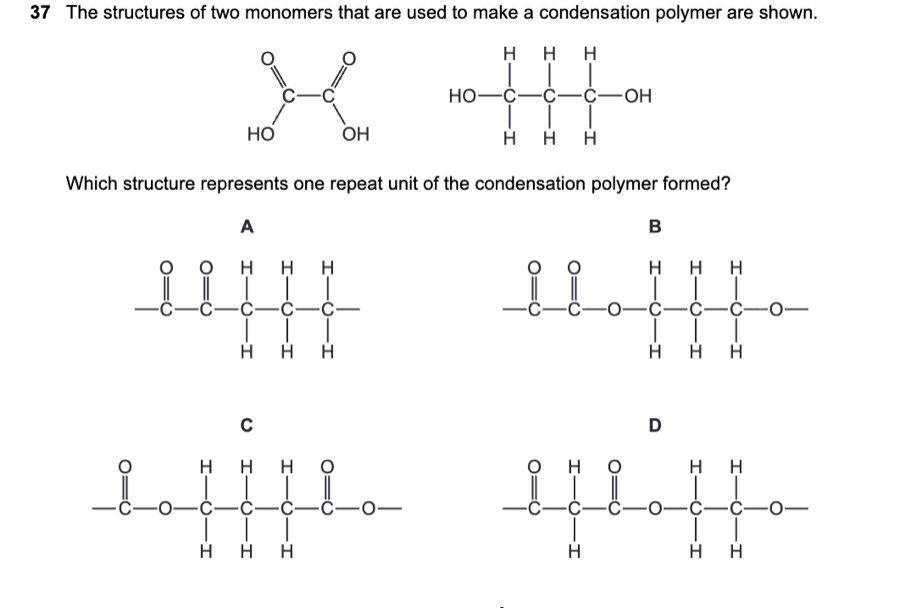 37 The structures of two monomers that are used to make a condensation polymer are shown.
O O H H H
C C HO C C C OH
HO OH H H H
Which structure represents one repeat unit of the condensation polymer formed?
A B
O O H H H O O H H H
C C C C C C C O C C C O
H H H H H H
C D
O H H H O O H O H H
C O C C C C O C C C O C C O
H H H H H H